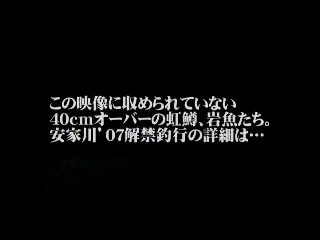 この映像に収められていない
40cmオーバーの虹鱒、岩魚たち。
安家川’07解禁釣行の詳細は…